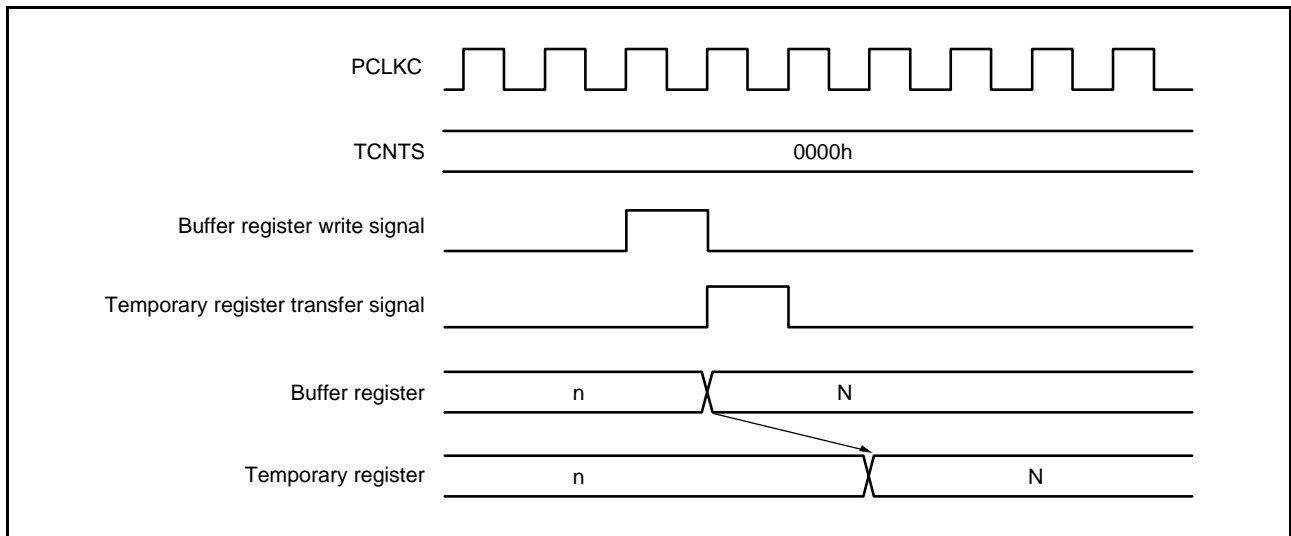 PCLKC
TCNTS
0000h
Buffer register write signal
Temporary register transfer signal
Buffer register
n
N
Temporary register
n
N